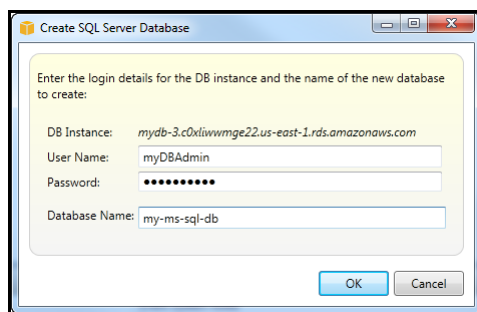 Create SQL Server Database
Enter the login details for the DB instance and the name of the new database
to create:
DB Instance: mydb-3.c0xliwwmge22.us-east-1.rds.amazonaws.com
User Name: myDBAdmin
Password: ●●●●●●●●●●
Database Name: my-ms-sql-db
OK Cancel